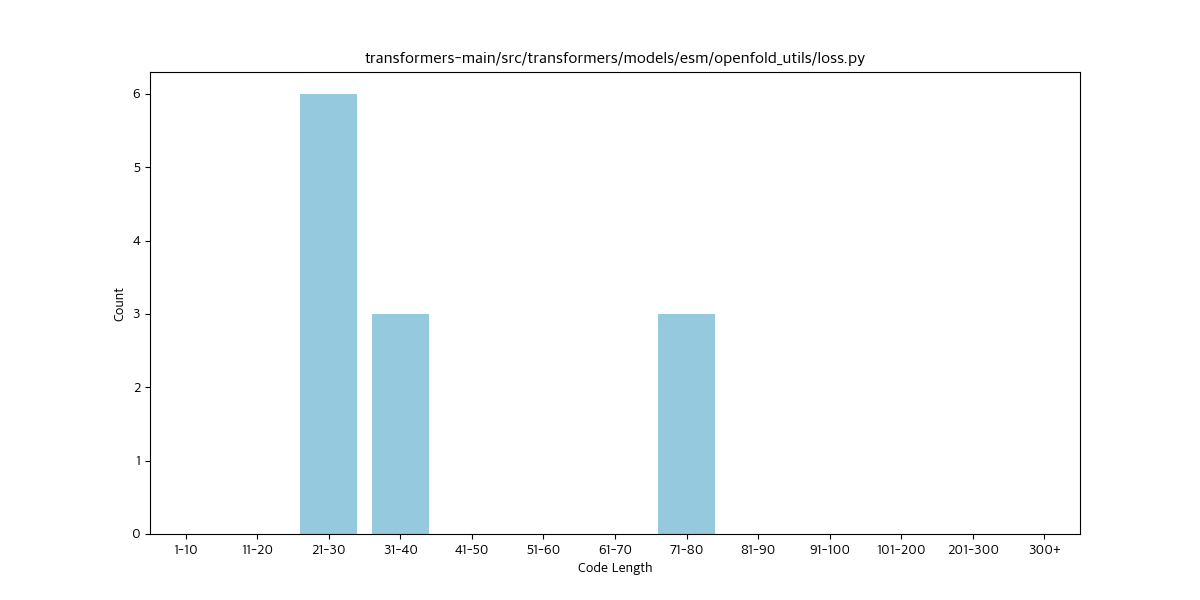 transformers-main/src/transformers/models/esm/openfold_utils/loss.py
6
5
4
3
2
1
0
Count
1-10 11-20 21-30 31-40 41-50 51-60 61-70 71-80 81-90 91-100 101-200 201-300 300+
Code Length